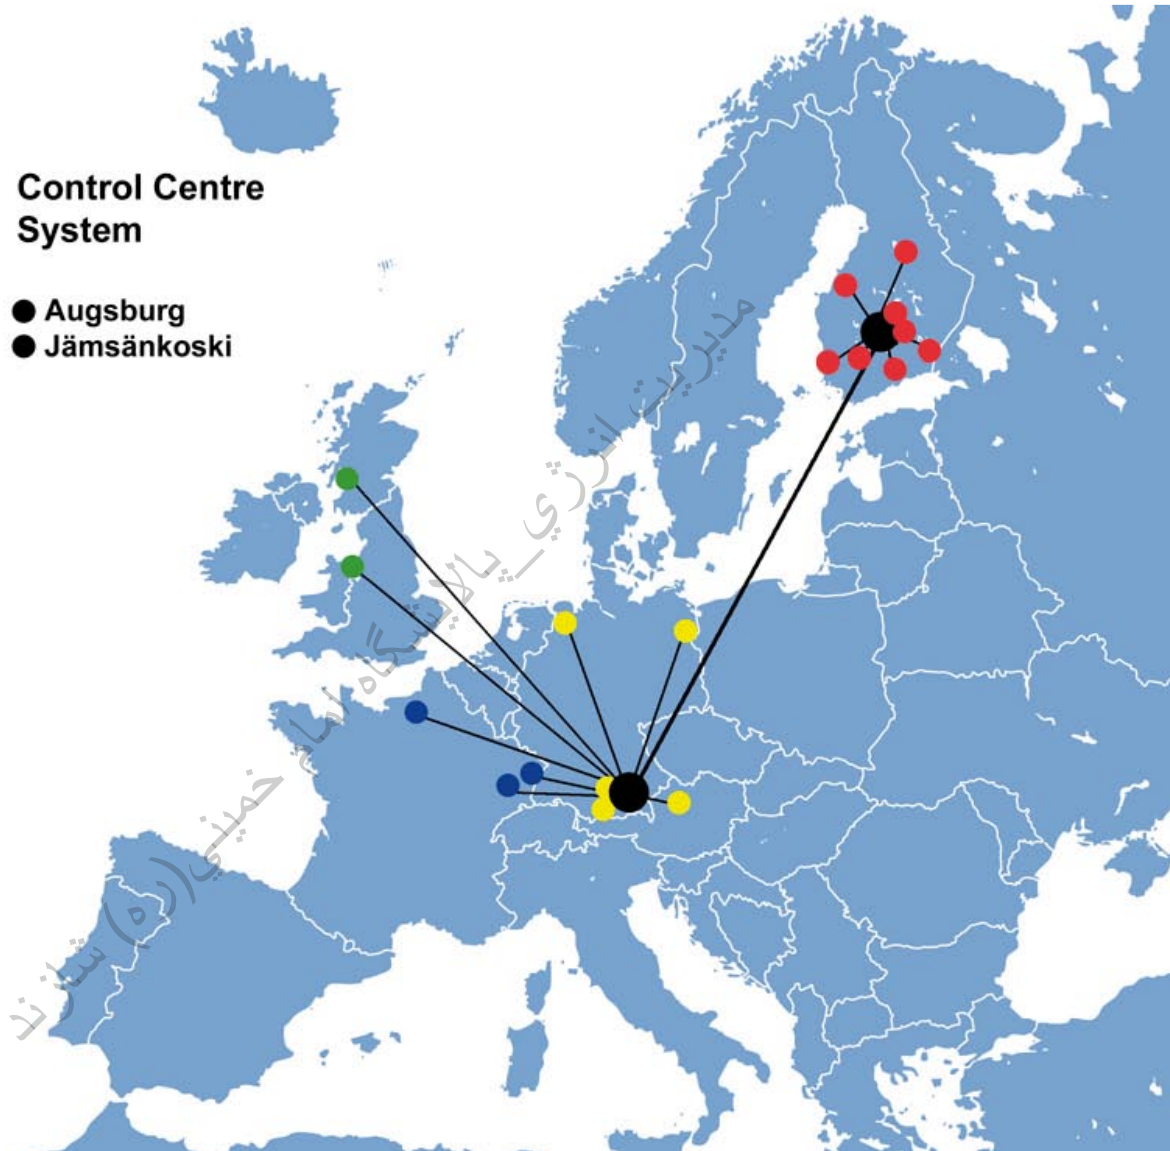 Control Centre
System
Augsburg
Jämsänkoski
مديريت انرژي_پالايشگاه امام خميني(ره) شازند